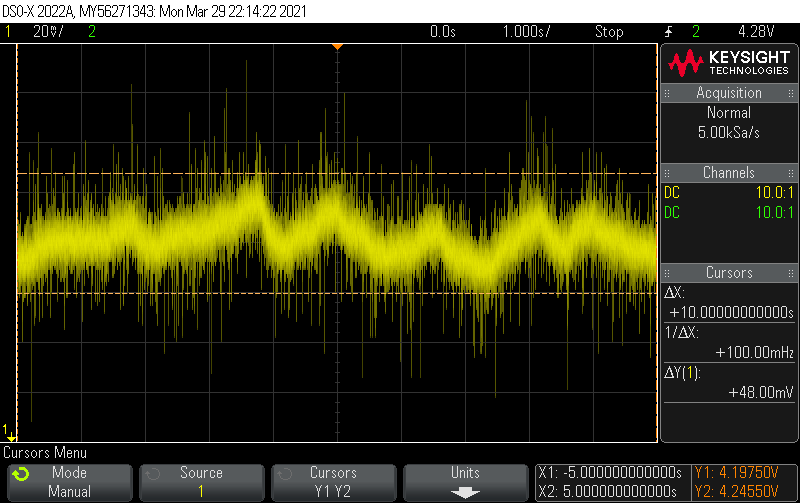 DSO-X 2022A, MY56271343: Mon Mar 29 22:14:22 2021
1 20mV/ 2 0.0s 1.000s/ Stop 2 4.28V
KEYSIGHT
TECHNOLOGIES
Acquisition
Normal
5.00kSa/s
Channels
DC 10.0:1
DC 10.0:1
Cursors
ΔX:
+10.00000000000s
1/ΔX:
+100.00mHz
ΔY(1):
+48.00mV
1
Cursors Menu
Mode
Manual
Source
1
Cursors
Y1 Y2
Units
X1: -5.000000000000s
X2: 5.000000000000s
Y1: 4.19750V
Y2: 4.24550V